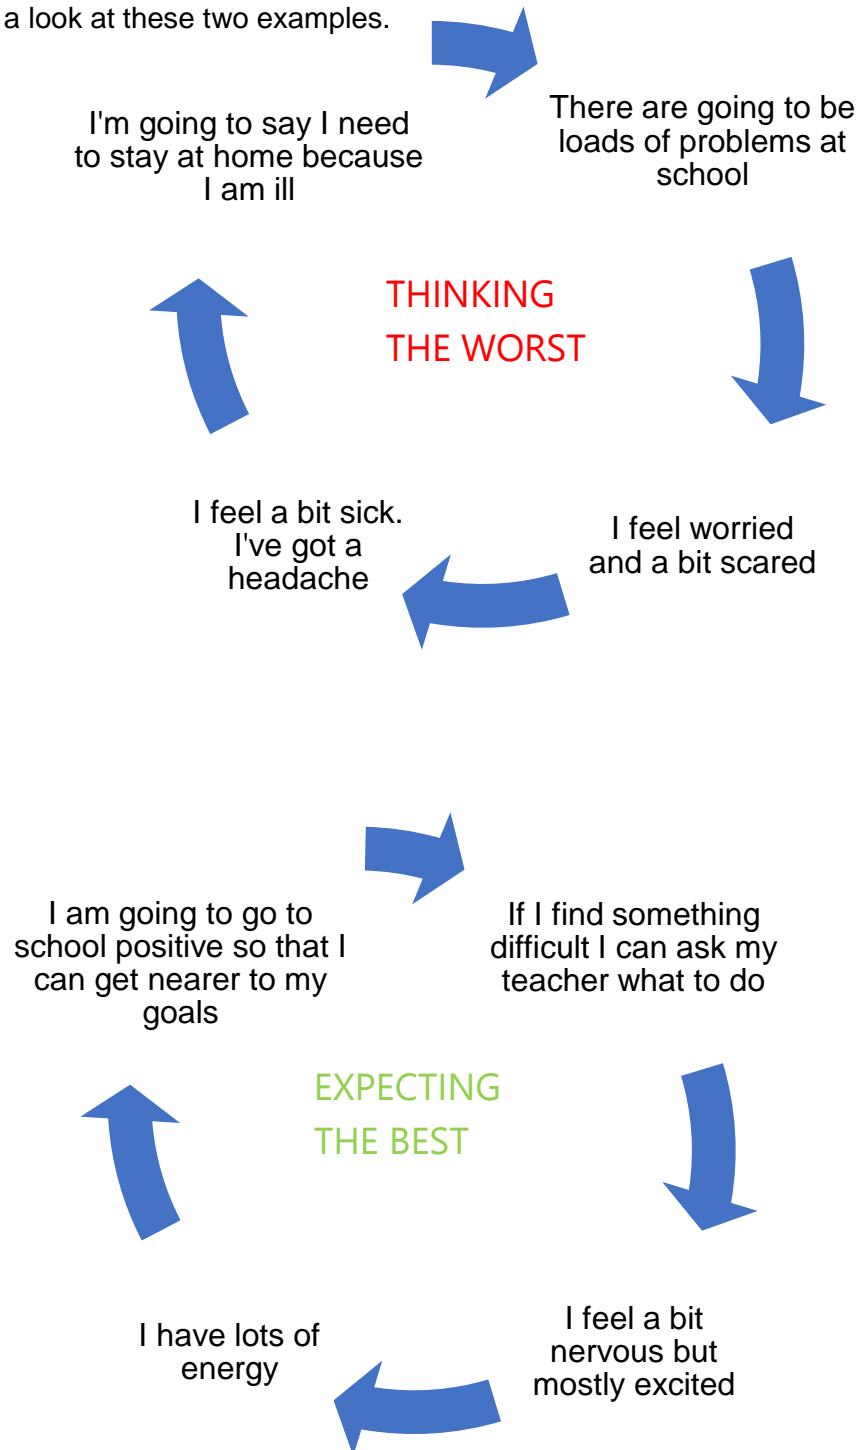 a look at these two examples.
I'm going to say I need
to stay at home because
I am ill
There are going to be
loads of problems at
school
THINKING
THE WORST
I feel a bit sick.
I've got a
headache
I feel worried
and a bit scared
I am going to go to
school positive so that I
can get nearer to my
goals
If I find something
difficult I can ask my
teacher what to do
EXPECTING
THE BEST
I have lots of
energy
I feel a bit
nervous but
mostly excited